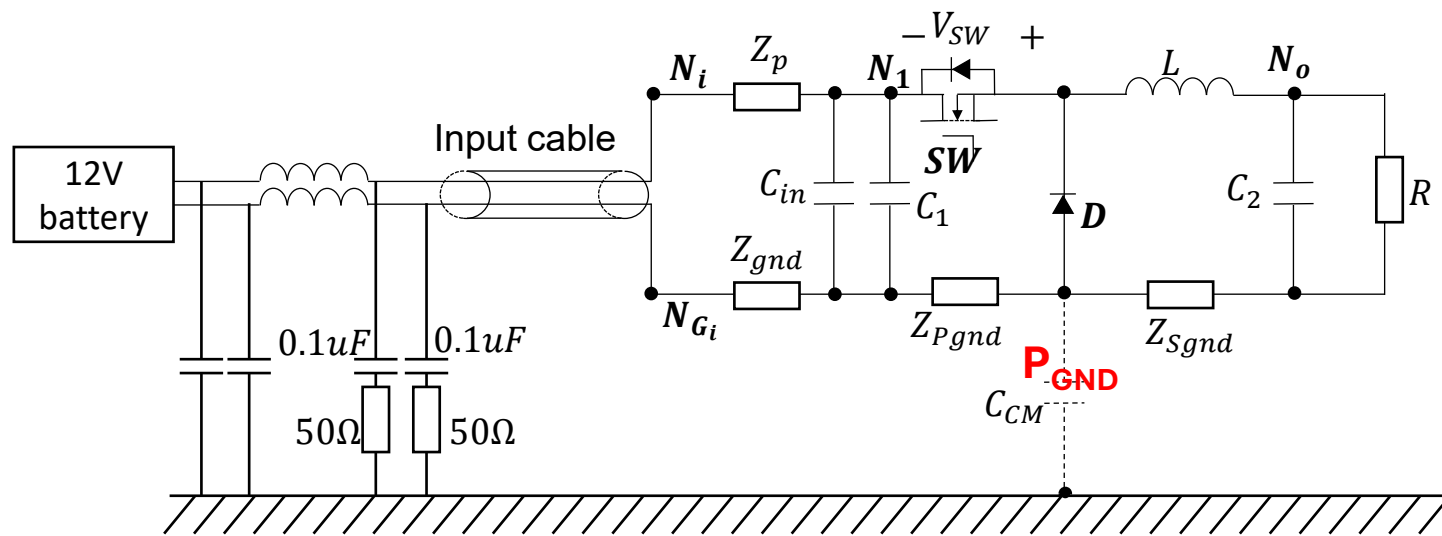 − V_SW +
Z_p
N_i
N_1
L
N_o
Input cable
SW
12V
battery
C_in
C_1
D
C_2
R
Z_gnd
N_G_i
Z_Pgnd
Z_Sgnd
0.1uF
0.1uF
P_GND
C_CM
50Ω
50Ω